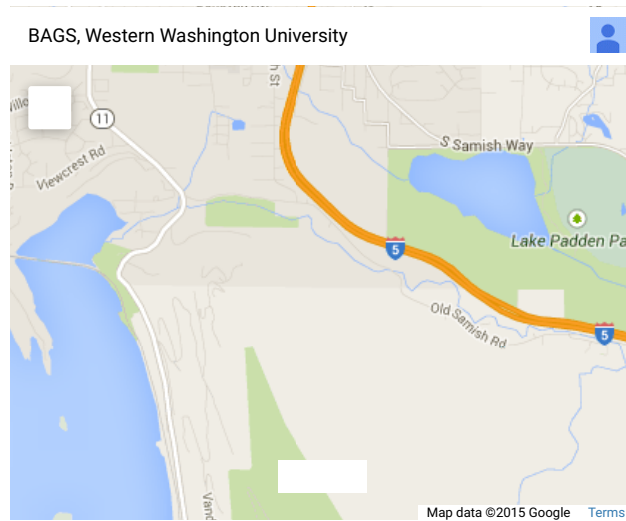 BAGS, Western Washington University
11
Viewcrest Rd
S Samish Way
5
Lake Padden Pa
Old Samish Rd
5
Map data ©2015 Google Terms